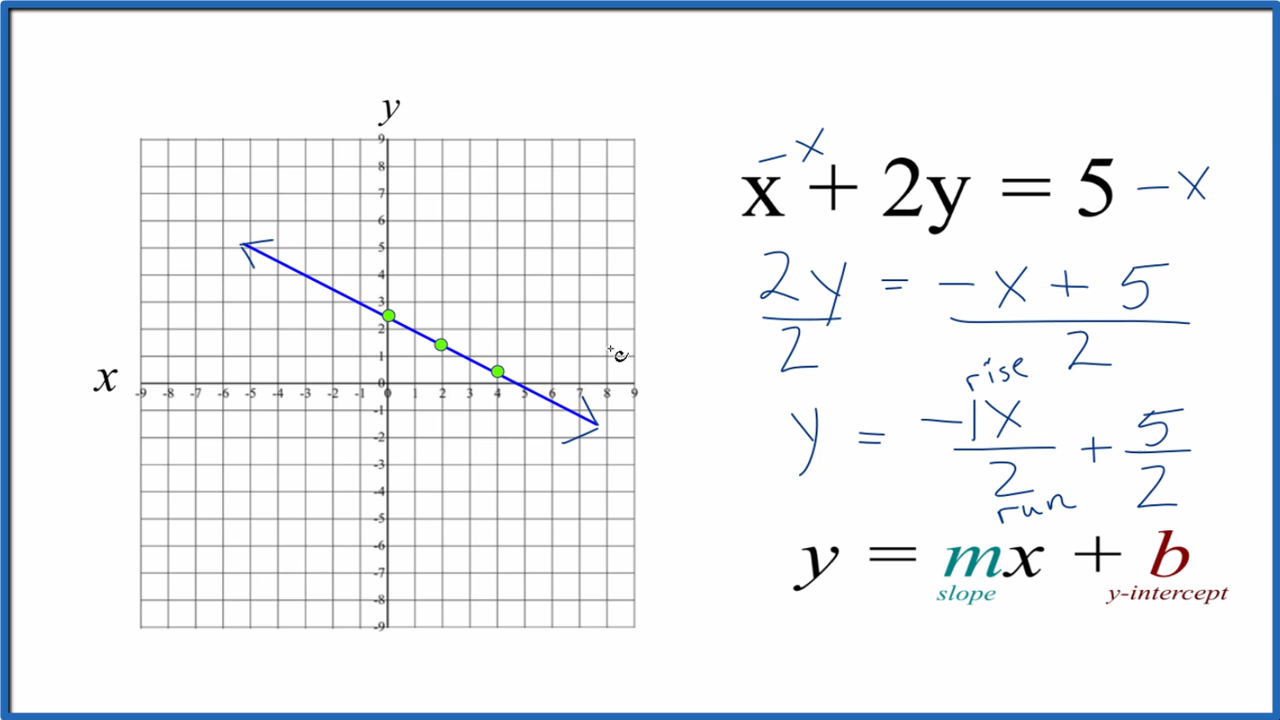 y
9
8
7
6
5
4
3
2
1
0
x
-9 -8 -7 -6 -5 -4 -3 -2 -1 0 1 2 3 4 5 6 7 8 9
-1
-2
-3
-4
-5
-6
-7
-8
-9
- x
x + 2y = 5 - x
2y = -x + 5
2 2
rise
y = -1x + 5
2 2
run
y = mx + b
slope y-intercept